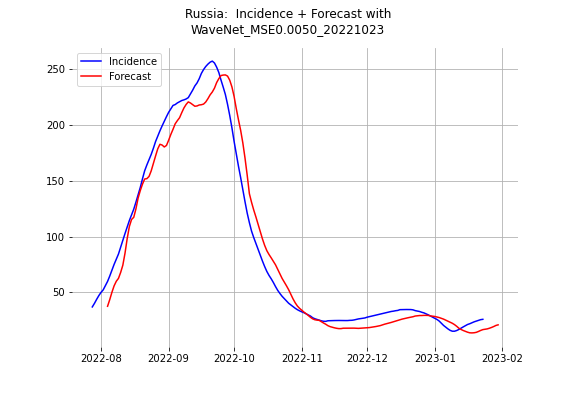 Russia:  Incidence + Forecast with
WaveNet_MSE0.0050_20221023
Incidence
Forecast
250
200
150
100
50
2022-08 2022-09 2022-10 2022-11 2022-12 2023-01 2023-02